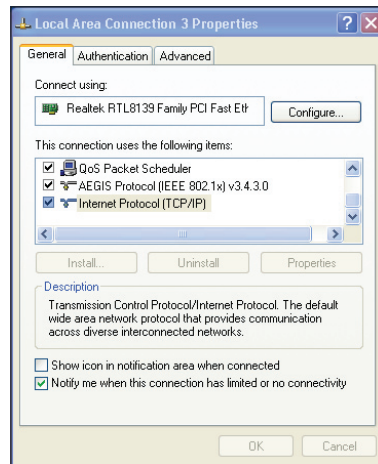 Local Area Connection 3 Properties
General Authentication Advanced
Connect using:
Realtek RTL8139 Family PCI Fast Eth
Configure...
This connection uses the following items:
QoS Packet Scheduler
AEGIS Protocol (IEEE 802.1x) v3.4.3.0
Internet Protocol (TCP/IP)
Install... Uninstall Properties
Description
Transmission Control Protocol/Internet Protocol. The default
wide area network protocol that provides communication
across diverse interconnected networks.
Show icon in notification area when connected
Notify me when this connection has limited or no connectivity
OK Cancel